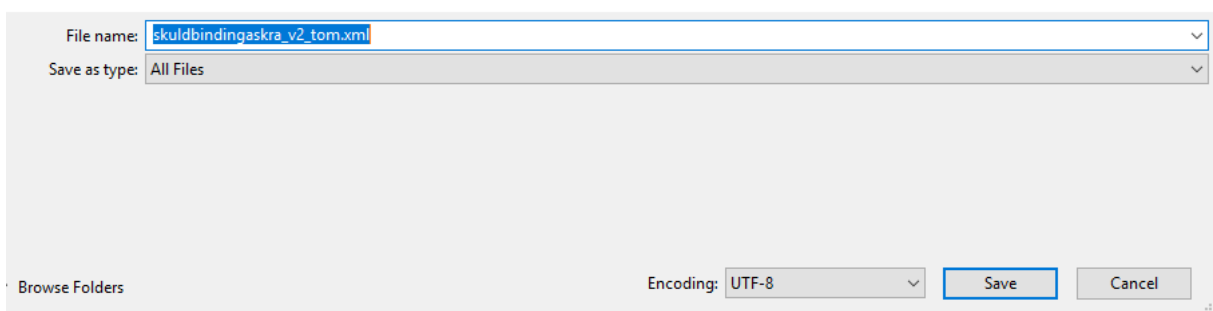 File name: skuldbindingaskra_v2_tom.xml
Save as type: All Files
Browse Folders
Encoding: UTF-8 Save Cancel